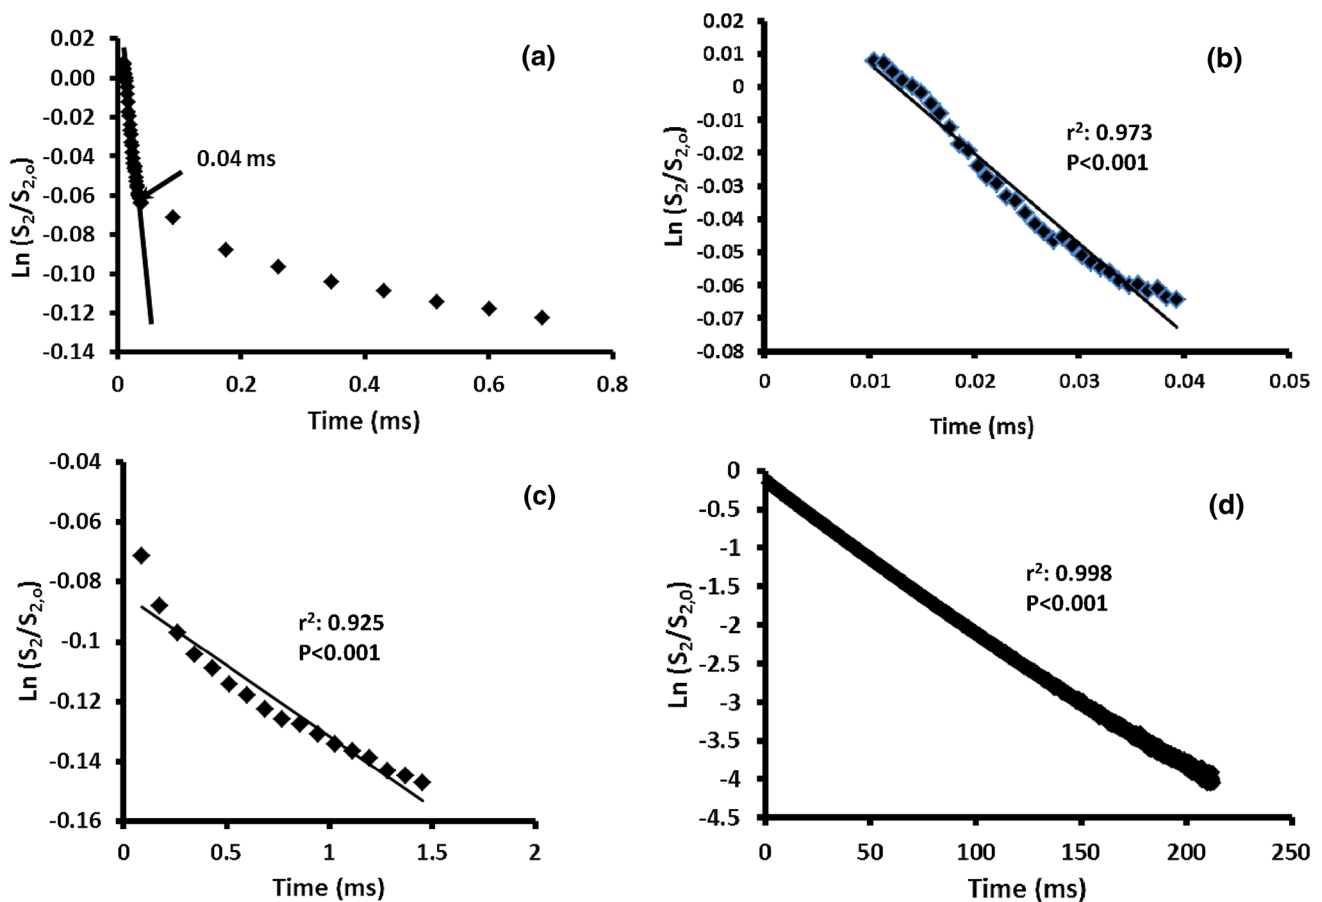 (a)
Ln (S2/S2,o)
0.02
0.00
-0.02
-0.04
-0.06
-0.08
-0.10
-0.12
-0.14
0.04 ms
0 0.2 0.4 0.6 0.8
Time (ms)
(b)
Ln (S2/S2,o)
0.02
0.01
0
-0.01
-0.02
-0.03
-0.04
-0.05
-0.06
-0.07
-0.08
r²: 0.973
P<0.001
0 0.01 0.02 0.03 0.04 0.05
Time (ms)
(c)
Ln (S2/S2,o)
-0.04
-0.06
-0.08
-0.1
-0.12
-0.14
-0.16
r²: 0.925
P<0.001
0 0.5 1 1.5 2
Time (ms)
(d)
Ln (S2/S2,0)
0
-0.5
-1
-1.5
-2
-2.5
-3
-3.5
-4
-4.5
r²: 0.998
P<0.001
0 50 100 150 200 250
Time (ms)